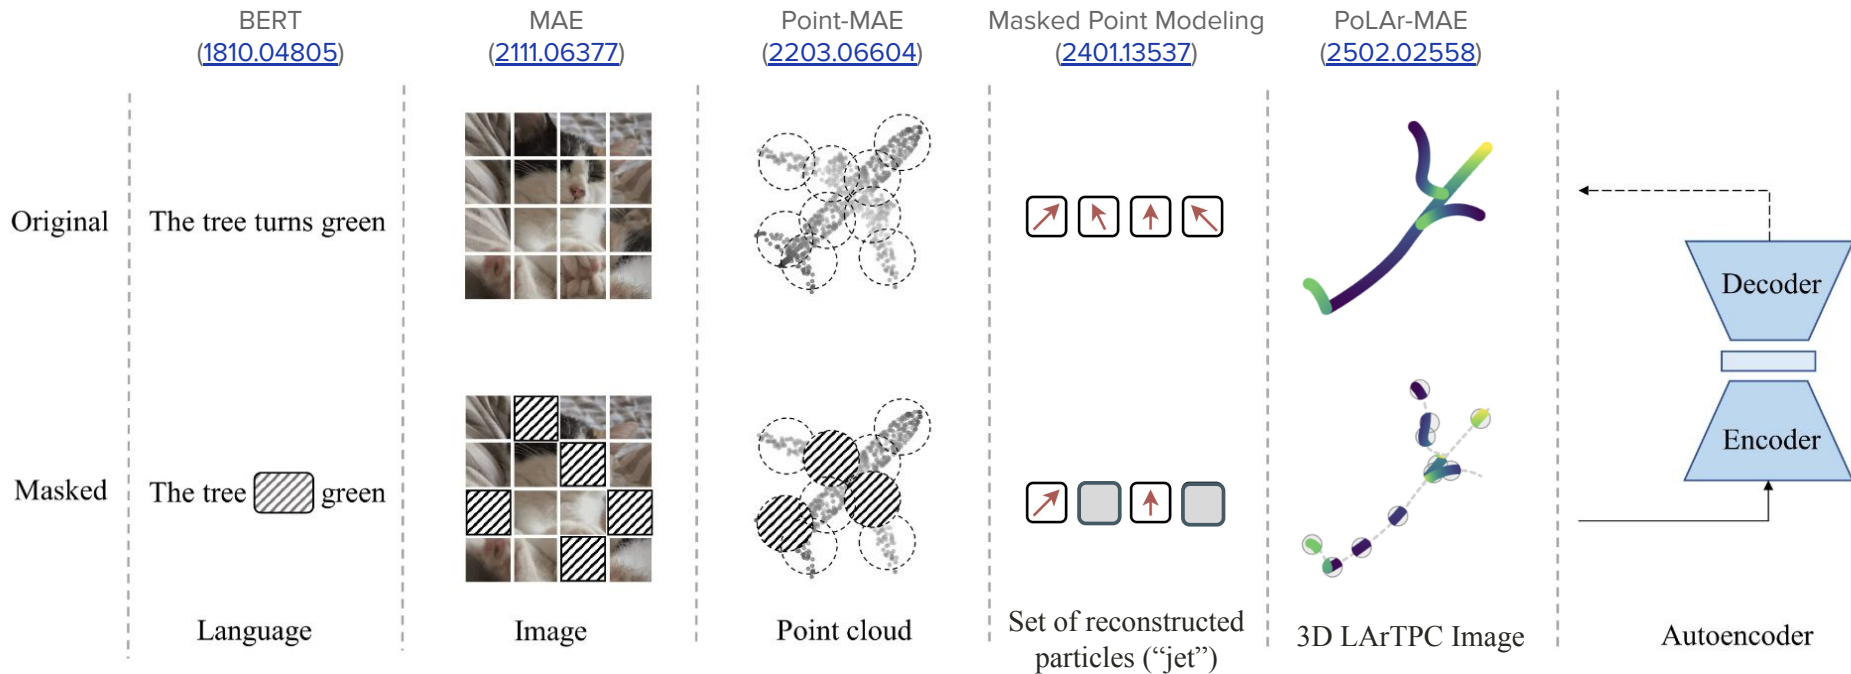 BERT
(1810.04805)
MAE
(2111.06377)
Point-MAE
(2203.06604)
Masked Point Modeling
(2401.13537)
PoLAr-MAE
(2502.02558)
Original
The tree turns green
Decoder
Encoder
Masked
The tree green
Language
Image
Point cloud
Set of reconstructed
particles (“jet”)
3D LArTPC Image
Autoencoder